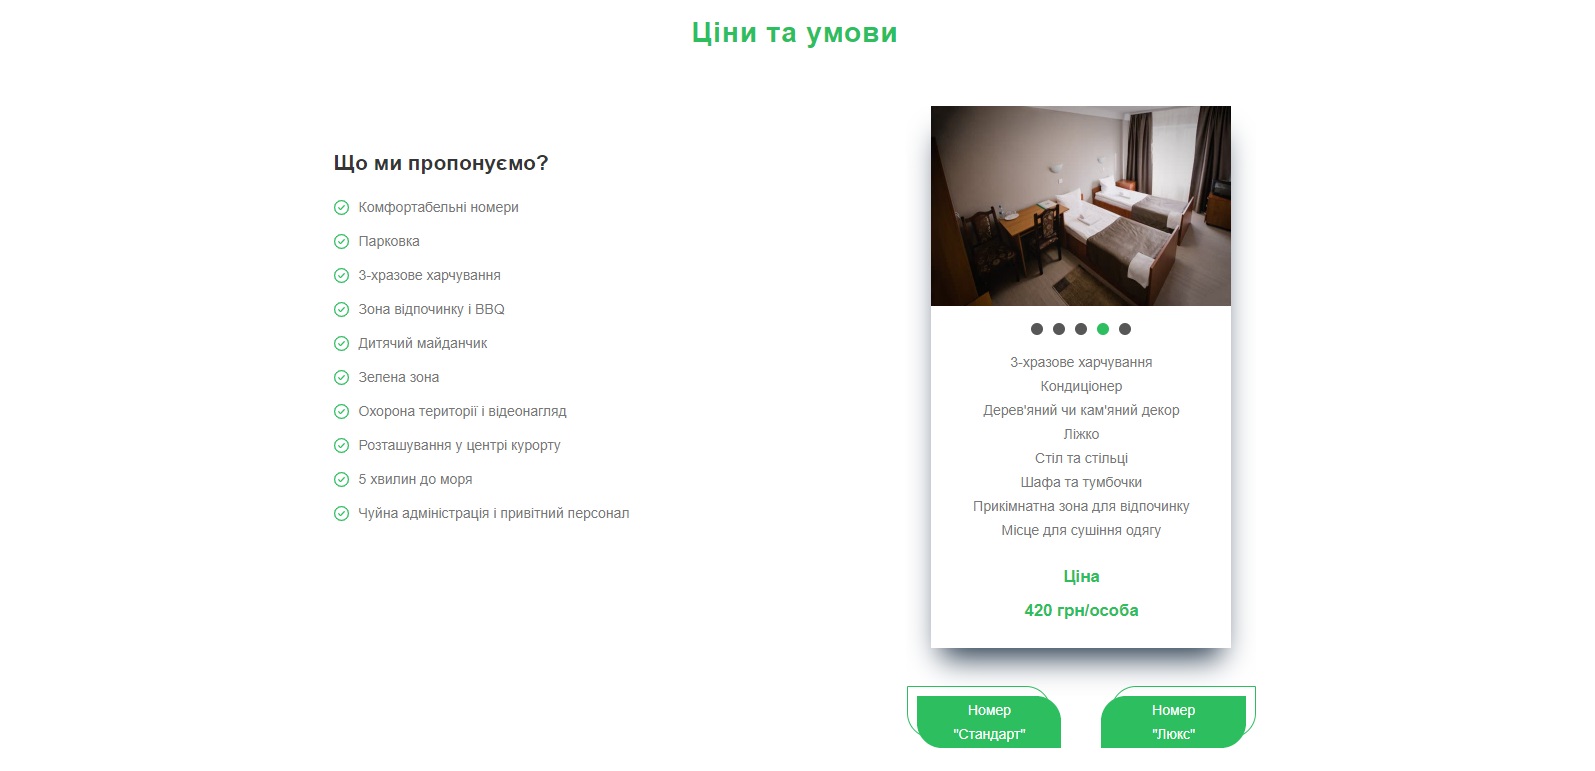 Ціни та умови
Що ми пропонуємо?
Комфортабельні номери
Парковка
3-хразове харчування
Зона відпочинку і BBQ
Дитячий майданчик
Зелена зона
Охорона території і відеонагляд
Розташування у центрі курорту
5 хвилин до моря
Чуйна адміністрація і привітний персонал
3-хразове харчування
Кондиціонер
Дерев'яний чи кам'яний декор
Ліжко
Стіл та стільці
Шафа та тумбочки
Прикімнатна зона для відпочинку
Місце для сушіння одягу
Ціна
420 грн/особа
Номер
"Стандарт"
Номер
"Люкс"